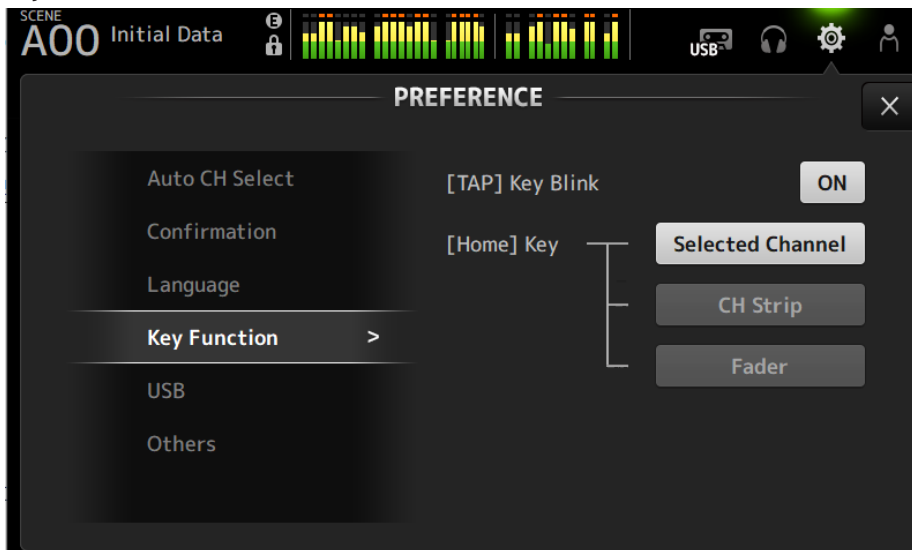 SCENE
A00 Initial Data
E
USB
PREFERENCE
Auto CH Select
[TAP] Key Blink
ON
Confirmation
[Home] Key
Selected Channel
Language
CH Strip
Key Function >
Fader
USB
Others